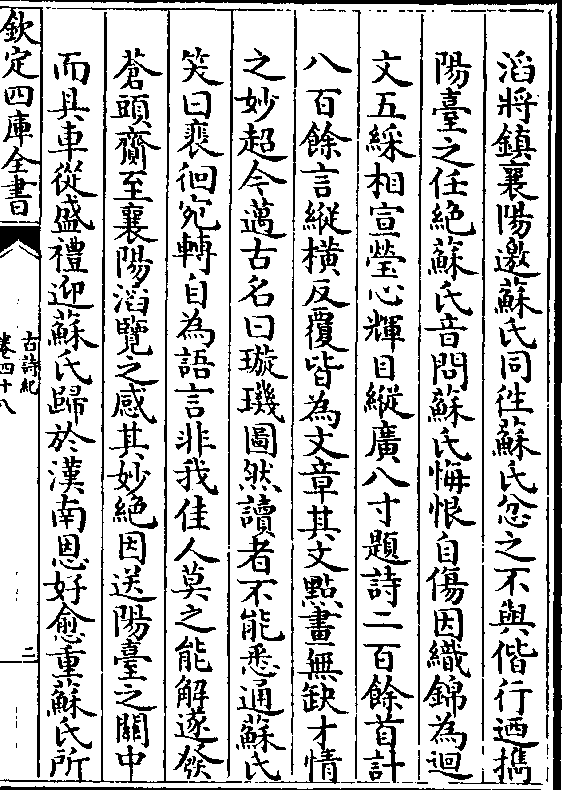 滔將鎮襄陽邀蘇氏同徃蘇氏忿之不與偕行迺擕
陽臺之任絶蘇氏音問蘇氏悔恨自傷因織錦為迴
文五綵相宣瑩心輝目縱廣八寸題詩二百餘首計
八百餘言縱横反覆皆為文章其文點畫無缺才情
之妙超今邁古名曰璇璣圖然讀者不能悉通蘇氏
笑曰裵徊宛轉自為語言非我佳人莫之能解遂發
蒼頭齎至襄陽滔覽之感其妙絶因送陽臺之關中
而具車從盛禮迎蘇氏歸於漢南恩好愈重蘇氏所
欽定四庫全書
古詩紀
卷四十八
二